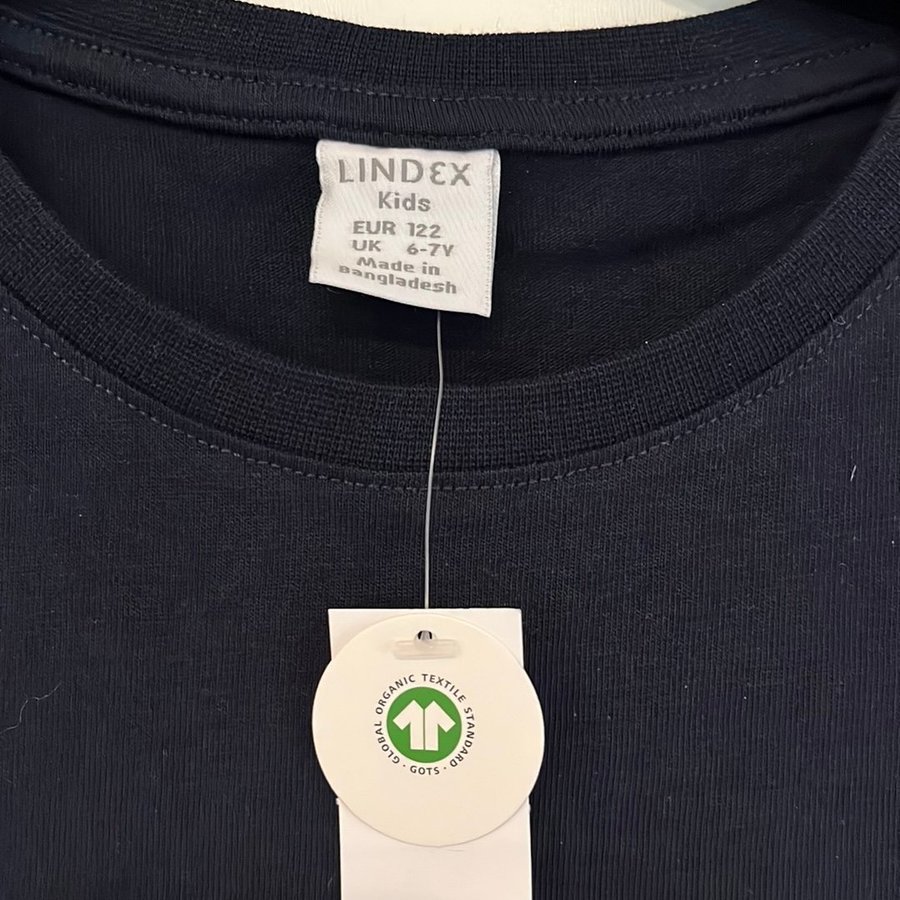 LINDEX
Kids
EUR 122
UK 6-7Y
Made in
Bangladesh
GLOBAL ORGANIC TEXTILE STANDARD · GOTS ·